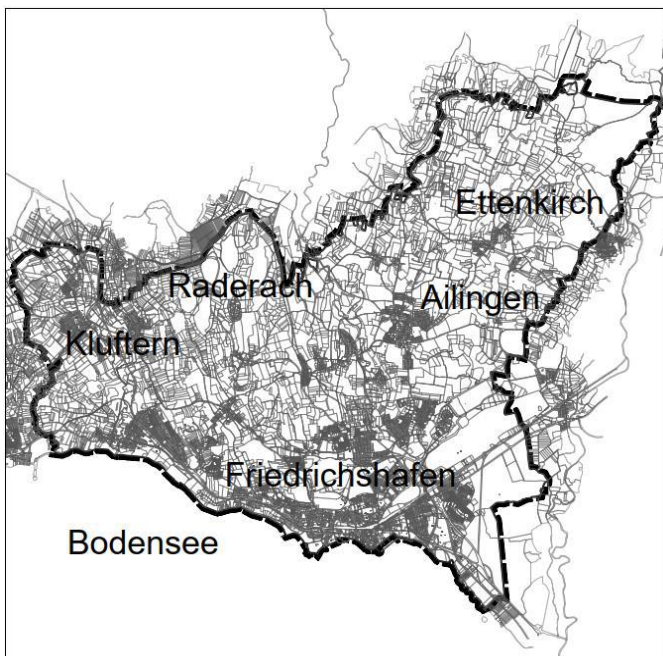 Ettenkirch
Raderach
Ailingen
Kluftern
Friedrichshafen
Bodensee